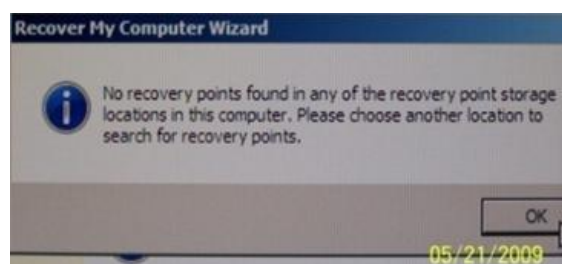 Recover My Computer Wizard
No recovery points found in any of the recovery point storage
locations in this computer. Please choose another location to
search for recovery points.
OK
05/21/2009